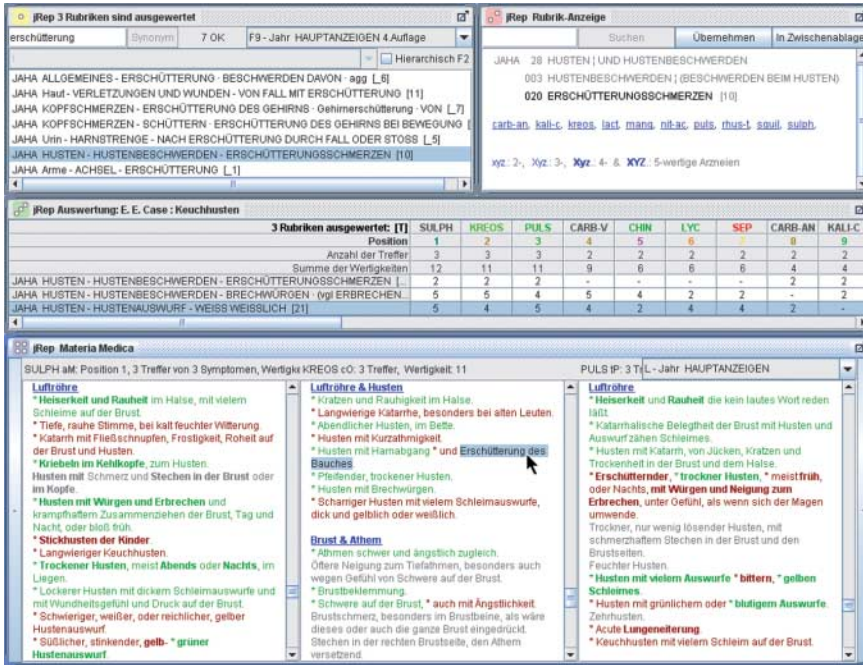 jRep 3 Rubriken sind ausgewertet
erschütterung Synonym 7 OK F9 - Jahr HAUPTANZEIGEN 4.Auflage
Hierarchisch F2
JAHA ALLGEMEINES - ERSCHÜTTERUNG · BESCHWERDEN DAVON · agg [_6]
JAHA Haut - VERLETZUNGEN UND WUNDEN - VON FALL MIT ERSCHÜTTERUNG [11]
JAHA KOPFSCHMERZEN - ERSCHÜTTERUNG DES GEHIRNS · Gehirnerschütterung · VON [_7]
JAHA KOPFSCHMERZEN - SCHÜTTERN · ERSCHÜTTERUNG DES GEHIRNS BEI BEWEGUNG [
JAHA Urin - HARNSTRENGE - NACH ERSCHÜTTERUNG DURCH FALL ODER STOSS [_5]
JAHA HUSTEN - HUSTENBESCHWERDEN - ERSCHÜTTERUNGSSCHMERZEN [10]
JAHA Arme - ACHSEL - ERSCHÜTTERUNG [_1]
jRep Rubrik-Anzeige
Suchen Übernehmen In Zwischenablage
JAHA 28 HUSTEN ¦ UND HUSTENBESCHWERDEN
003 HUSTENBESCHWERDEN ¦ (BESCHWERDEN BEIM HUSTEN)
020 ERSCHÜTTERUNGSSCHMERZEN [10]
carb-an, kali-c, kreos, lact, mang, nit-ac, puls, rhus-t, squil, sulph,
xyz.: 2-, Xyz.: 3-, Xyz.: 4- & XYZ.: 5-wertige Arzneien
jRep Auswertung: E. E. Case : Keuchhusten
3 Rubriken ausgewertet: [T] SULPH KREOS PULS CARB-V CHIN LYC SEP CARB-AN KALI-C
Position 1 2 3 4 5 6 7 8 9
Anzahl der Treffer 3 3 3 2 2 2 2 2 2
Summe der Wertigkeiten 12 11 11 9 6 6 6 4 4
JAHA HUSTEN - HUSTENBESCHWERDEN - ERSCHÜTTERUNGSSCHMERZEN [... 2 2 2 - - - - 2 2
JAHA HUSTEN - HUSTENBESCHWERDEN - BRECHWÜRGEN · (vgl ERBRECHEN... 5 5 4 5 4 2 2 - 2
JAHA HUSTEN - HUSTENAUSWURF - WEISS WEISSLICH [21] 5 4 5 4 2 4 4 2 -
jRep Materia Medica
SULPH aM: Position 1, 3 Treffer von 3 Symptomen, Wertigke KREOS cO: 3 Treffer, Wertigkeit: 11 PULS tP: 3 Tr L - Jahr HAUPTANZEIGEN
Luftröhre
* Heiserkeit und Rauheit im Halse, mit vielem
Schleime auf der Brust.
* Tiefe, rauhe Stimme, bei kalt feuchter Witterung.
* Katarrh mit Fließschnupfen, Frostigkeit, Roheit auf
der Brust und Husten.
* Kriebeln im Kehlkopfe, zum Husten.
Husten mit Schmerz und Stechen in der Brust oder
im Kopfe.
* Husten mit Würgen und Erbrechen und
krampfhaftem Zusammenziehen der Brust, Tag und
Nacht, oder bloß früh.
* Stickhusten der Kinder.
* Langwieriger Keuchhusten.
* Trockener Husten, meist Abends oder Nachts, im
Liegen.
* Lockerer Husten mit dickem Schleimauswurfe und
mit Wundheitsgefühl und Druck auf der Brust.
* Schwieriger, weißer, oder reichlicher, gelber
Hustenauswurf.
* Süßlicher, stinkender, gelb- * grüner
Hustenauswurf.
Luftröhre & Husten
* Kratzen und Rauhigkeit im Halse.
* Langwierige Katarrhe, besonders bei alten Leuten.
* Abendlicher Husten, im Bette.
* Husten mit Kurzathmigkeit.
* Husten mit Harnabgang * und Erschütterung des
Bauches.
* Pfeifender, trockener Husten.
* Husten mit Brechwürgen.
* Scharriger Husten mit vielem Schleimauswurfe,
dick und gelblich oder weißlich.
Brust & Athem
* Athmen schwer und ängstlich zugleich.
Öftere Neigung zum Tiefathmen, besonders auch
wegen Gefühl von Schwere auf der Brust.
* Brustbeklemmung.
* Schwere auf der Brust, * auch mit Ängstlichkeit.
Brustschmerz, besonders im Brustbeine, als wäre
dieses oder auch die ganze Brust eingedrückt.
Stechen in der rechten Brustseite, den Athem
versetzend.
Luftröhre
* Heiserkeit und Rauheit die kein lautes Wort reden
läßt.
* Katarrhalische Belegtheit der Brust mit Husten und
Auswurf zähen Schleimes.
* Husten mit Katarrh, von Jücken, Kratzen und
Trockenheit in der Brust und dem Halse.
* Erschütternder, * trockner Husten, * meist früh,
oder Nachts, mit Würgen und Neigung zum
Erbrechen, unter Gefühl, als wenn sich der Magen
umwende.
Trockner, nur wenig lösender Husten, mit
schmerzhaftem Stechen in der Brust und den
Brustseiten.
Feuchter Husten.
* Husten mit vielem Auswurfe * bittern, * gelben
Schleimes.
* Husten mit grünlichem oder * blutigem Auswurfe.
Zehrhusten.
* Acute Lungeneiterung.
* Keuchhusten mit vielem Schleim auf der Brust.